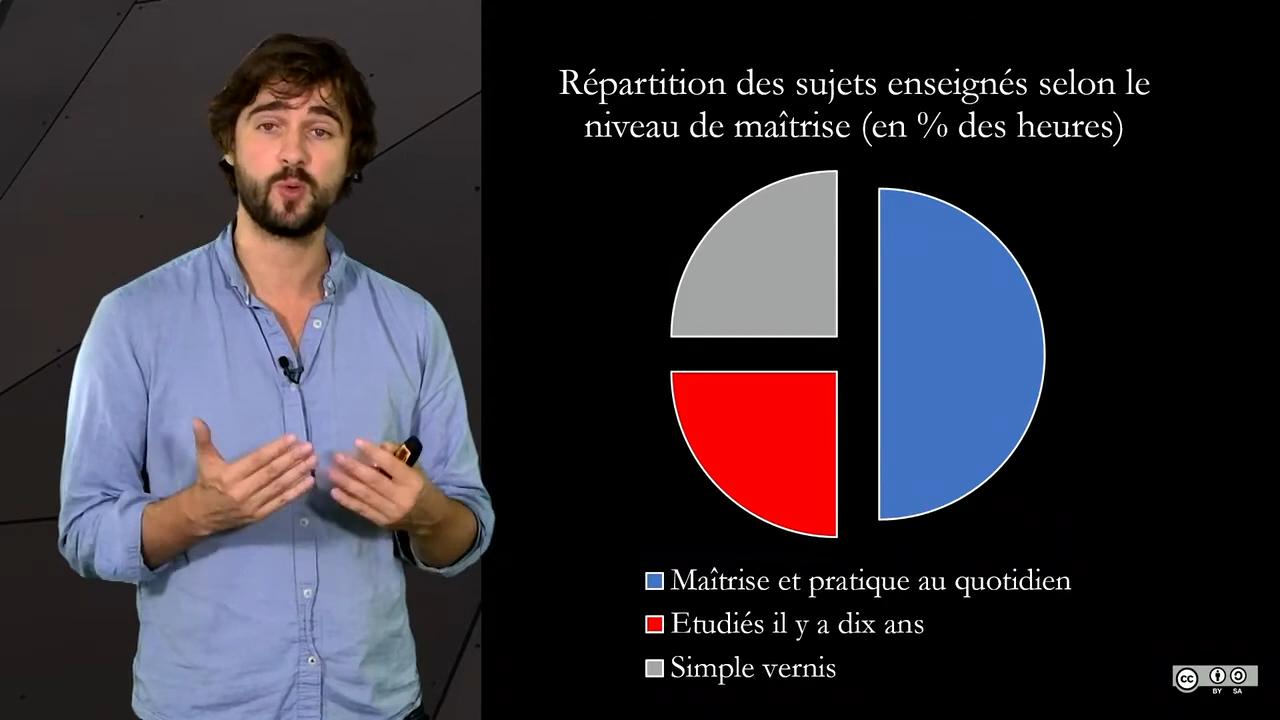 Répartition des sujets enseignés selon le
niveau de maîtrise (en % des heures)
Maîtrise et pratique au quotidien
Etudiés il y a dix ans
Simple vernis
cc
BY SA